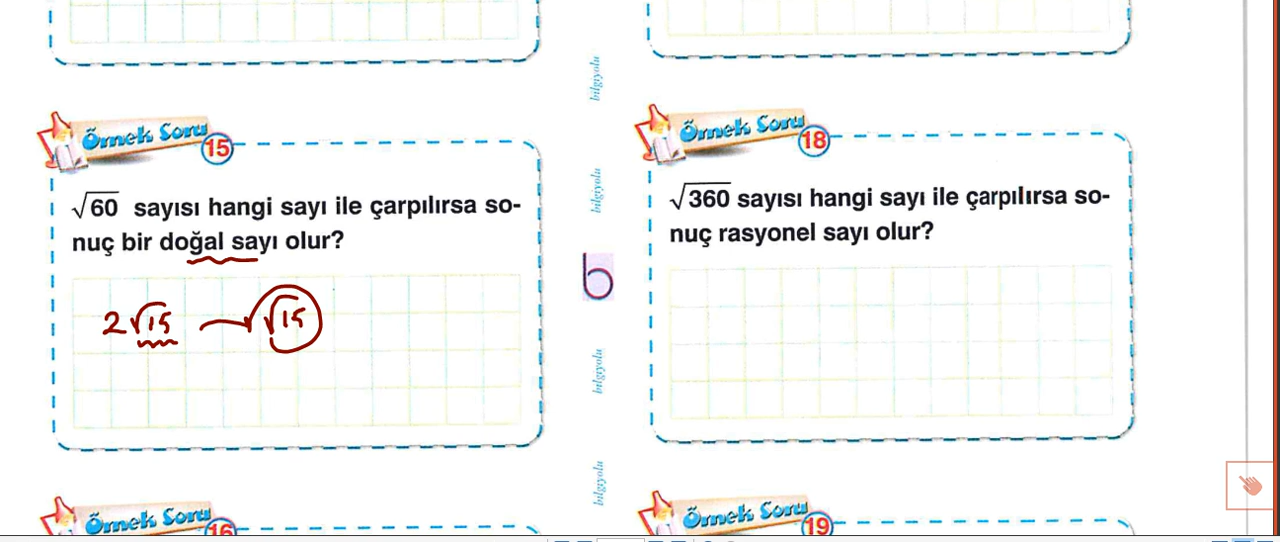 Örnek Soru 15
√60 sayısı hangi sayı ile çarpılırsa so-
nuç bir doğal sayı olur?
2√15 √15
Örnek Soru 16
bilgiyolu
bilgiyolu
b
bilgiyolu
bilgiyolu
Örnek Soru 18
√360 sayısı hangi sayı ile çarpılırsa so-
nuç rasyonel sayı olur?
Örnek Soru 19